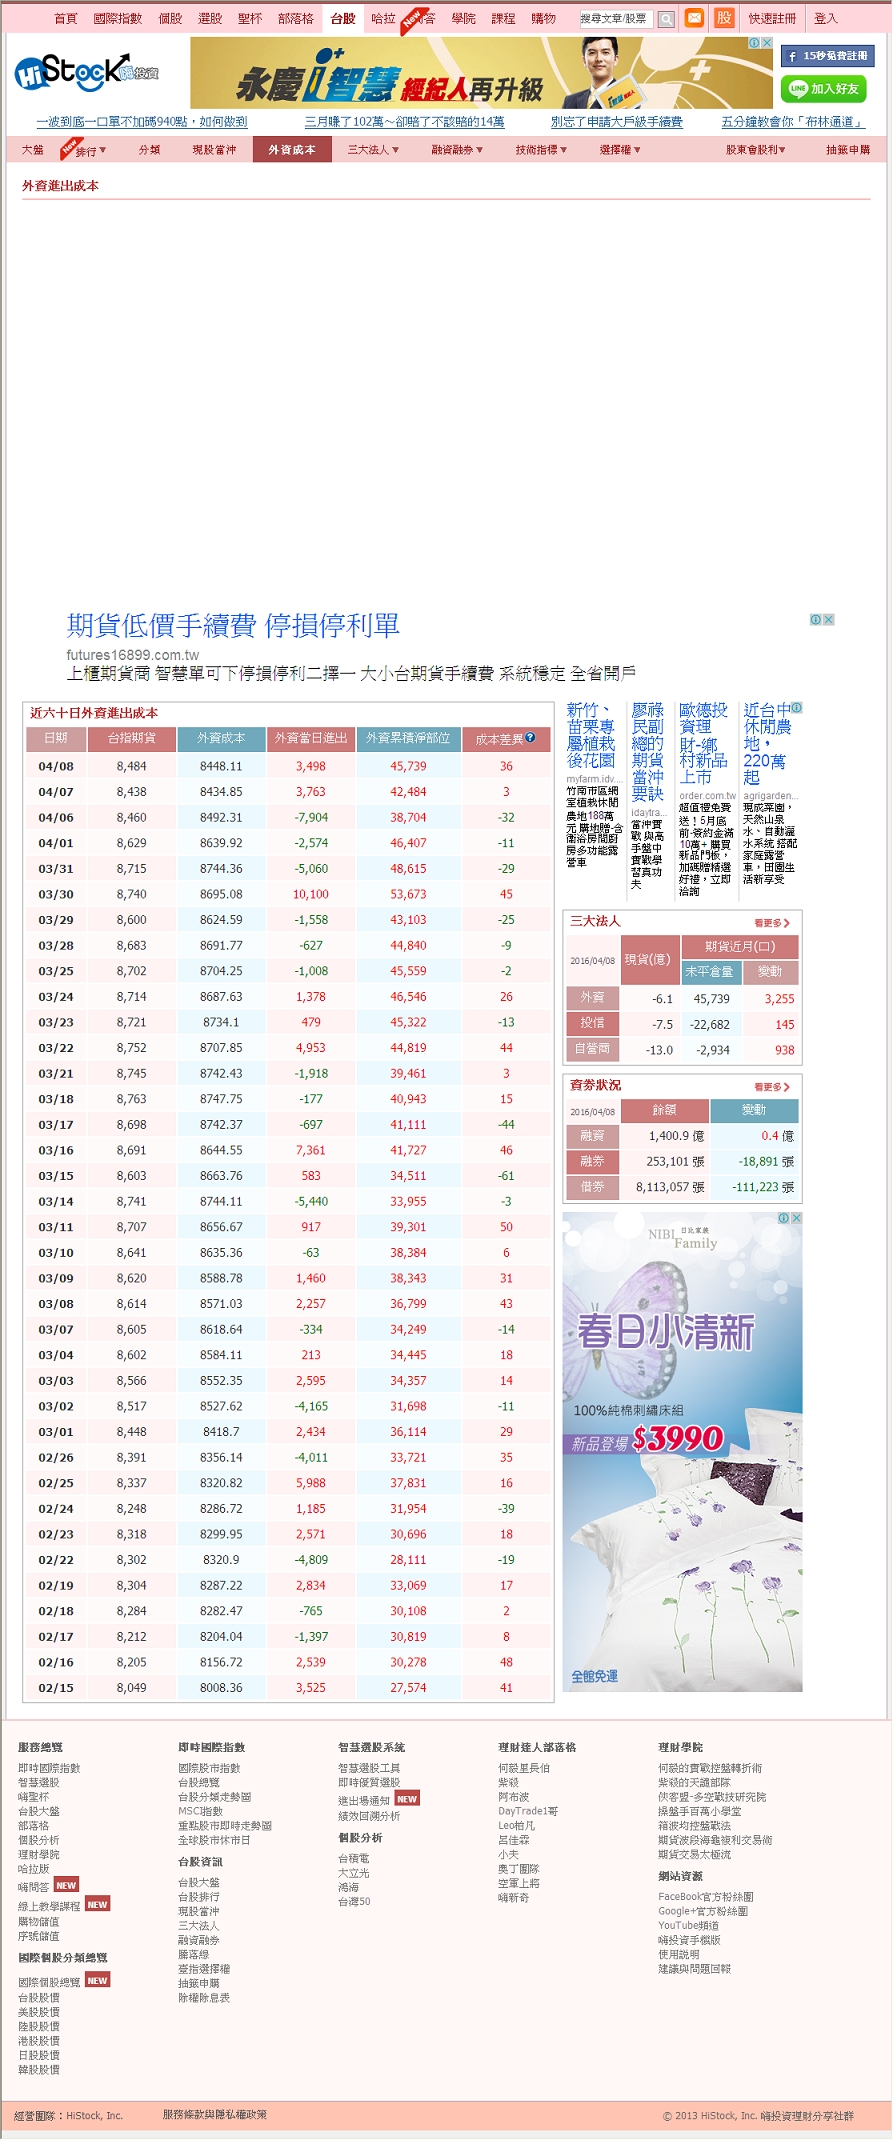 首頁 國際指數 個股 選股 聖杯 部落格 台股 哈拉 New 答 學院 課程 購物 搜尋文章/股票 股 快速註冊 登入
HiStock 嗨投資
永慶i+智慧 經紀人再升級
f 15秒免費註冊
LINE 加入好友
一波到底一口單不加碼940點，如何做到 三月賺了102萬～卻賠了不該賠的14萬 別忘了申請大戶級手續費 五分鐘教會你「布林通道」
大盤 New 排行▼ 分類 現股當沖 外資成本 三大法人▼ 融資融券▼ 技術指標▼ 選擇權▼ 股東會股利▼ 抽籤申購
外資進出成本
期貨低價手續費 停損停利單
futures16899.com.tw
上櫃期貨商 智慧單可下停損停利二擇一 大小台期貨手續費 系統穩定 全省開戶
近六十日外資進出成本
日期 台指期貨 外資成本 外資當日進出 外資累積淨部位 成本差異
04/08 8,484 8448.11 3,498 45,739 36
04/07 8,438 8434.85 3,763 42,484 3
04/06 8,460 8492.31 -7,904 38,704 -32
04/01 8,629 8639.92 -2,574 46,407 -11
03/31 8,715 8744.36 -5,060 48,615 -29
03/30 8,740 8695.08 10,100 53,673 45
03/29 8,600 8624.59 -1,558 43,103 -25
03/28 8,683 8691.77 -627 44,840 -9
03/25 8,702 8704.25 -1,008 45,559 -2
03/24 8,714 8687.63 1,378 46,546 26
03/23 8,721 8734.1 479 45,322 -13
03/22 8,752 8707.85 4,953 44,819 44
03/21 8,745 8742.43 -1,918 39,461 3
03/18 8,763 8747.75 -177 40,943 15
03/17 8,698 8742.37 -697 41,111 -44
03/16 8,691 8644.55 7,361 41,727 46
03/15 8,603 8663.76 583 34,511 -61
03/14 8,741 8744.11 -5,440 33,955 -3
03/11 8,707 8656.67 917 39,301 50
03/10 8,641 8635.36 -63 38,384 6
03/09 8,620 8588.78 1,460 38,343 31
03/08 8,614 8571.03 2,257 36,799 43
03/07 8,605 8618.64 -334 34,249 -14
03/04 8,602 8584.11 213 34,445 18
03/03 8,566 8552.35 2,595 34,357 14
03/02 8,517 8527.62 -4,165 31,698 -11
03/01 8,448 8418.7 2,434 36,114 29
02/26 8,391 8356.14 -4,011 33,721 35
02/25 8,337 8320.82 5,988 37,831 16
02/24 8,248 8286.72 1,185 31,954 -39
02/23 8,318 8299.95 2,571 30,696 18
02/22 8,302 8320.9 -4,809 28,111 -19
02/19 8,304 8287.22 2,834 33,069 17
02/18 8,284 8282.47 -765 30,108 2
02/17 8,212 8204.04 -1,397 30,819 8
02/16 8,205 8156.72 2,539 30,278 48
02/15 8,049 8008.36 3,525 27,574 41
新竹、
苗栗專
屬植栽
後花園
myfarm.idv....
竹南市區網
室植栽休閒
農地188萬
元 購地贈-含
衛浴房間廚
房多功能露
營車
廖祿
民副
總的
期貨
當沖
要訣
idaytra...
當沖實
戰 與高
手盤中
實戰學
習真功
夫
歐德投
資理
財-鄉
村新品
上市
order.com.tw
超值禮免費
送！5月底
前-簽約金滿
10萬+ 購買
新品門板，
加碼贈精選
好禮，立即
洽詢
近台中
休閒農
地，
220萬
起
agrigarden...
現成菜園，
天然山泉
水、自動灑
水系統 搭配
家庭露營
車，田園生
活新享受
三大法人 看更多
2016/04/08 現貨(億) 期貨近月(口)
未平倉量 變動
外資 -6.1 45,739 3,255
投信 -7.5 -22,682 145
自營商 -13.0 -2,934 938
資券狀況 看更多
2016/04/08 餘額 變動
融資 1,400.9 億 0.4 億
融券 253,101 張 -18,891 張
借券 8,113,057 張 -111,223 張
NIBI 日比家族
Family
春日小清新
100%純棉刺繡床組
新品登場 $3990
全館免運
服務總覽
即時國際指數
智慧選股
嗨聖杯
台股大盤
部落格
個股分析
理財學院
哈拉版
嗨問答 NEW
線上教學課程 NEW
購物儲值
序號儲值
國際個股分類總覽
國際個股總覽 NEW
台股股價
美股股價
陸股股價
港股股價
日股股價
韓股股價
即時國際指數
國際股市指數
台股總覽
台股分類走勢圖
MSCI指數
重點股市即時走勢圖
全球股市休市日
台股資訊
台股大盤
台股排行
現股當沖
三大法人
融資融券
騰落線
臺指選擇權
抽籤申購
除權除息表
智慧選股系統
智慧選股工具
即時優質選股
進出場通知 NEW
績效回溯分析
個股分析
台積電
大立光
鴻海
台灣50
理財達人部落格
何毅里長伯
紫殺
阿布波
DayTrade1哥
Leo柏凡
呂佳霖
小夫
奧丁團隊
空軍上將
嗨新奇
理財學院
何毅的實戰控盤轉折術
紫殺的天譴部隊
俠客盟-多空戰技研究院
操盤手百萬小學堂
箱波均控盤戰法
期貨波段海龜複利交易術
期貨交易太極流
網站資源
FaceBook官方粉絲團
Google+官方粉絲團
YouTube頻道
嗨投資手機版
使用說明
建議與問題回報
經營團隊：HiStock, Inc. 服務條款與隱私權政策 © 2013 HiStock, Inc. 嗨投資理財分享社群